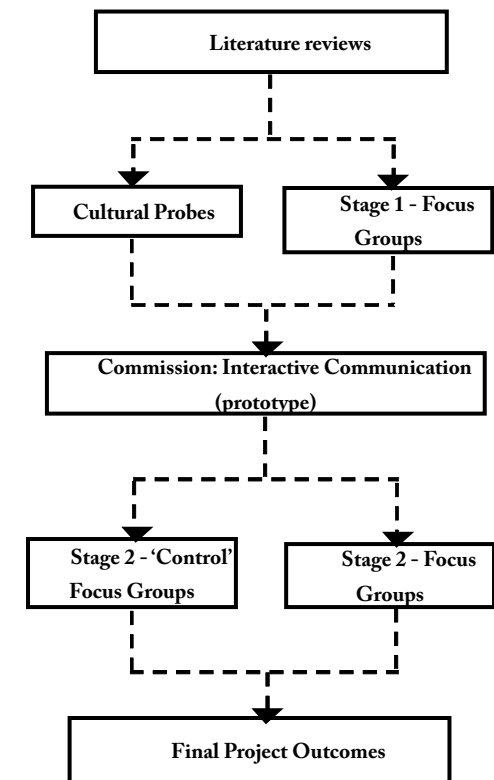 Literature reviews
Cultural Probes
Stage 1 - Focus
Groups
Commission: Interactive Communication
(prototype)
Stage 2 - ‘Control’
Focus Groups
Stage 2 - Focus
Groups
Final Project Outcomes